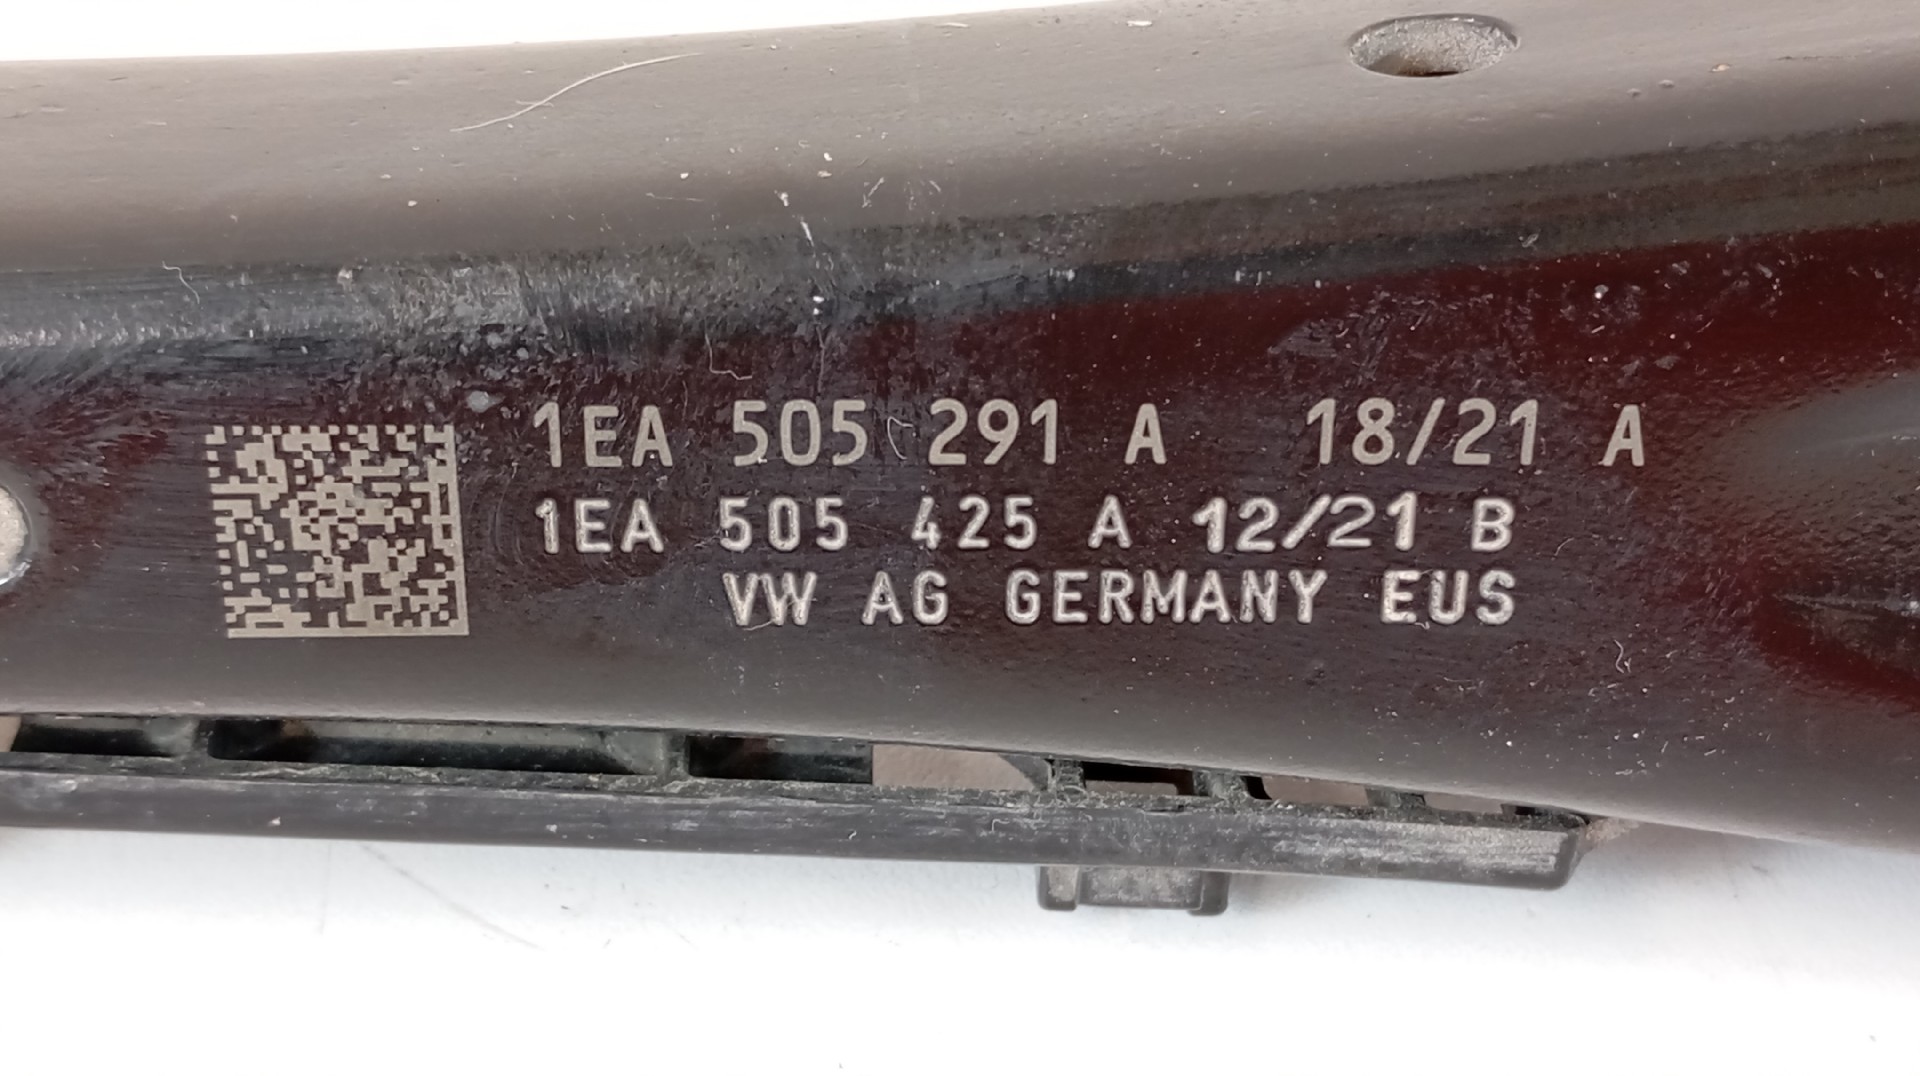 1EA 505 291 A 18/21 A
1EA 505 425 A 12/21 B
VW AG GERMANY EUS